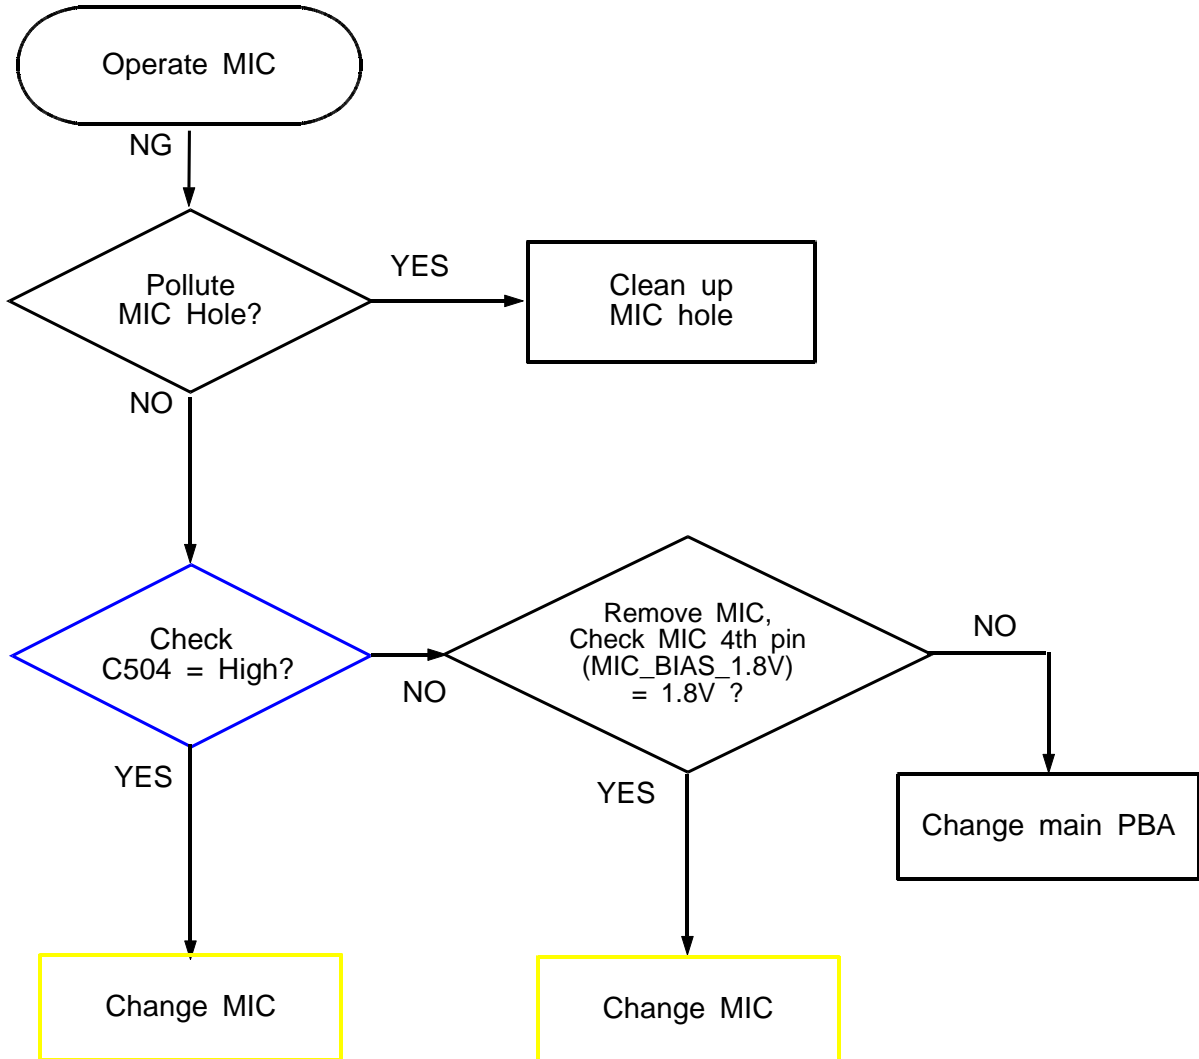 Operate MIC
NG
Pollute
MIC Hole?
YES
Clean up
MIC hole
NO
Check
C504 = High?
NO
Remove MIC,
Check MIC 4th pin
(MIC_BIAS_1.8V)
= 1.8V ?
NO
YES
YES
Change main PBA
Change MIC
Change MIC